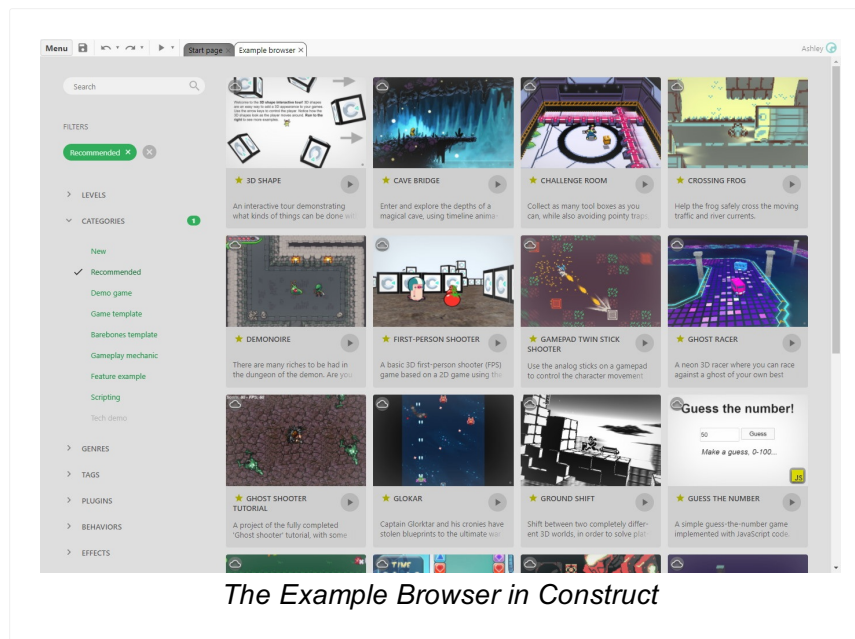 Menu
Start page
Example browser ×
Ashley
Search
FILTERS
Recommended ×
LEVELS
CATEGORIES
1
New
Recommended
Demo game
Game template
Barebones template
Gameplay mechanic
Feature example
Scripting
Tech demo
GENRES
TAGS
PLUGINS
BEHAVIORS
EFFECTS
Welcome to the 3D shape interactive tour! 3D shapes
3D SHAPE
An interactive tour demonstrating
what kinds of things can be done
CAVE BRIDGE
Enter and explore the depths of a
magical cave, using timeline
CHALLENGE ROOM
Collect as many tool boxes as you
can, while also avoiding pointy
CROSSING FROG
Help the frog safely cross the moving
traffic and river currents.
DEMONOIRE
There are many riches to be had in
the dungeon of the demon. Are you
FIRST-PERSON SHOOTER
A basic 3D first-person shooter (FPS)
game based on a 2D game using the
GAMEPAD TWIN STICK
SHOOTER
Use the analog sticks on a gamepad
to control the character movement
GHOST RACER
A neon 3D racer where you can race
against a ghost of your own best
GHOST SHOOTER
TUTORIAL
A project of the fully completed
'Ghost shooter' tutorial, with some
GLOKAR
Captain Glorktar and his cronies have
stolen blueprints to the ultimate
GROUND SHIFT
Shift between two completely differ-
ent 3D worlds, in order to solve
Guess the number!
50
Guess
Make a guess, 0-100...
JS
GUESS THE NUMBER
A simple guess-the-number game
implemented with JavaScript code.
TIME
The Example Browser in Construct